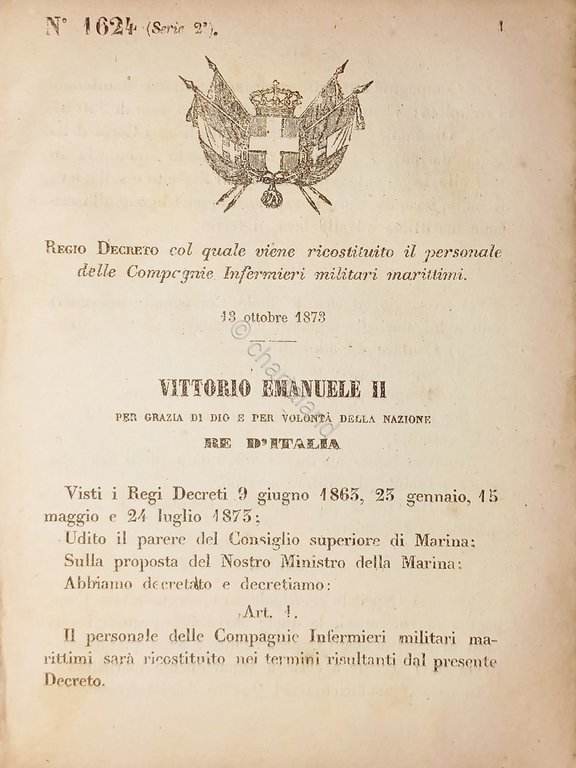 N° 1624 (Serie 2ª). 1
REGIO DECRETO col quale viene ricostituito il personale
delle Compagnie Infermieri militari marittimi.
13 ottobre 1873
VITTORIO EMANUELE II
PER GRAZIA DI DIO E PER VOLONTÀ DELLA NAZIONE
RE D'ITALIA
Visti i Regi Decreti 9 giugno 1863, 23 gennaio, 15
maggio e 24 luglio 1873;
Udito il parere del Consiglio superiore di Marina;
Sulla proposta del Nostro Ministro della Marina;
Abbiamo decretato e decretiamo:
Art. 1.
Il personale delle Compagnie Infermieri militari ma-
rittimi sarà ricostituito nei termini risultanti dal presente
Decreto.
© chartaland